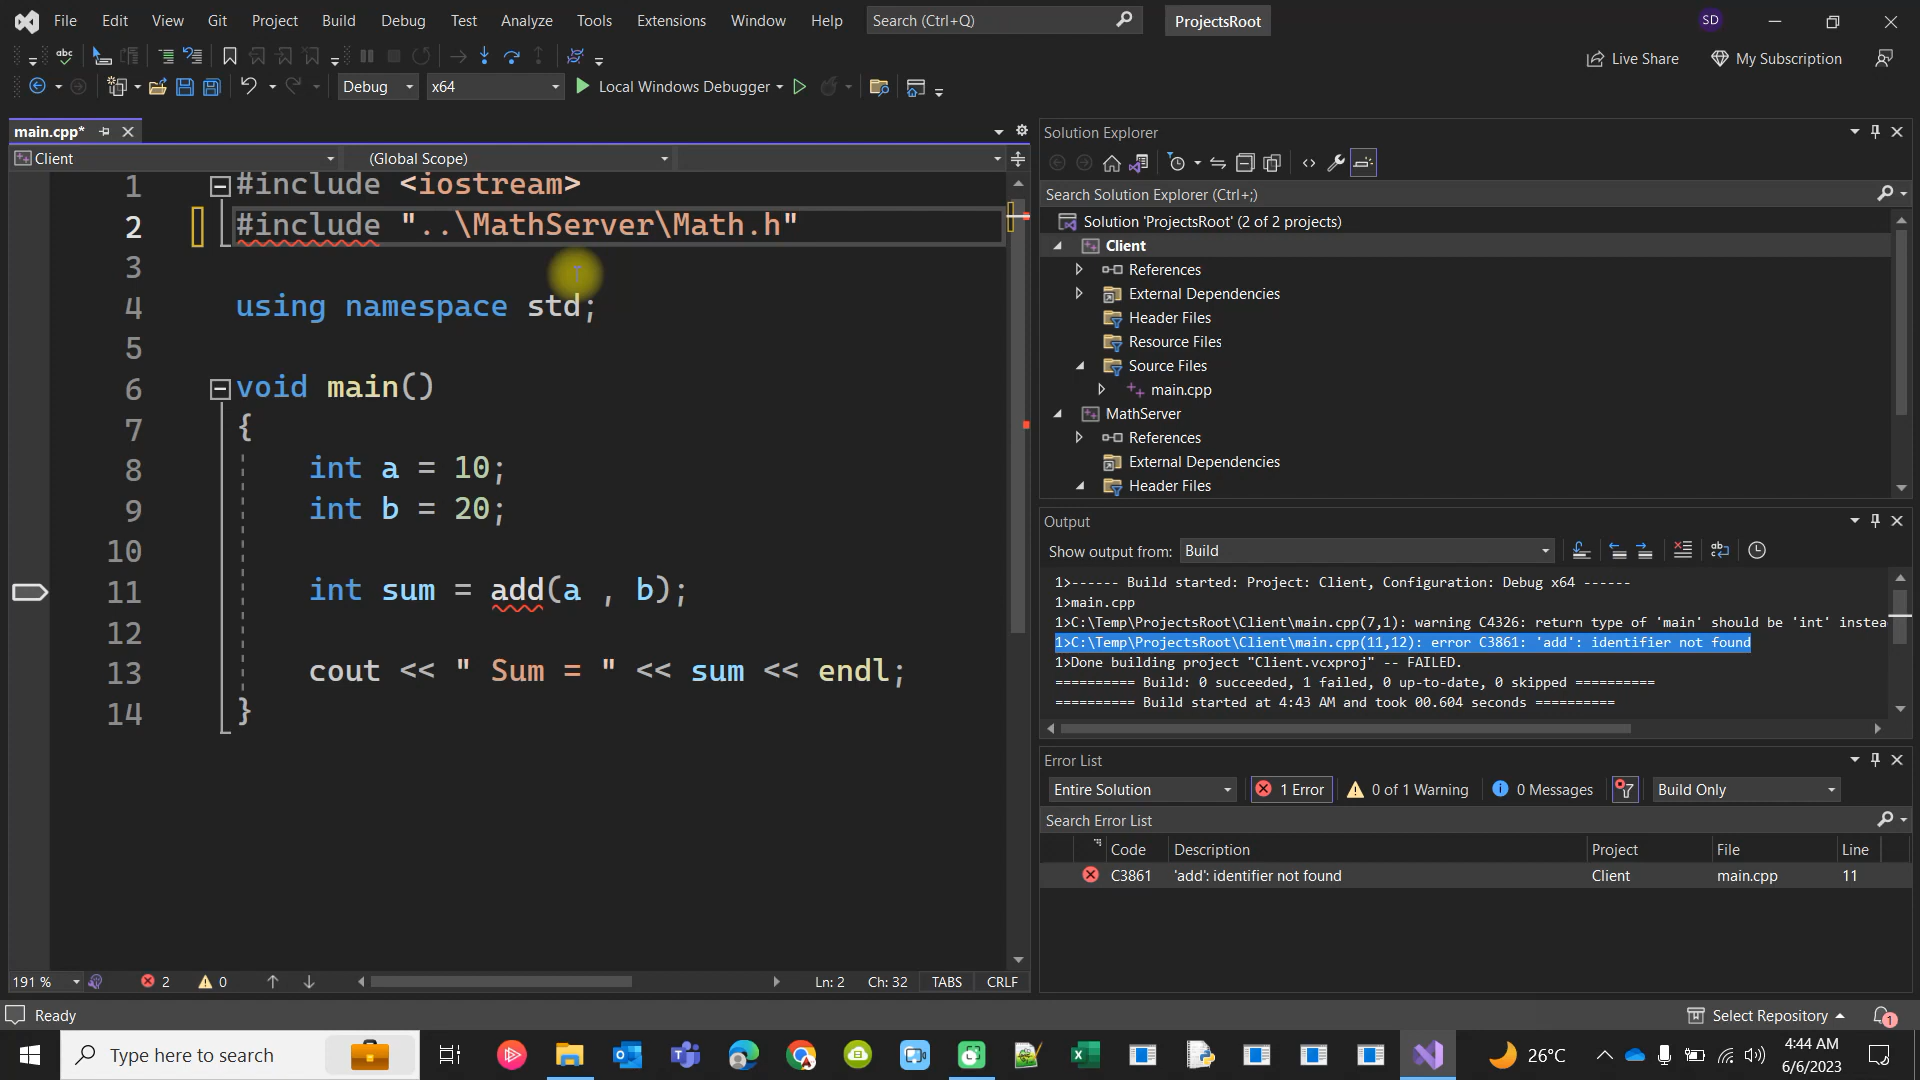 File Edit View Git Project Build Debug Test Analyze Tools Extensions Window Help Search (Ctrl+Q) ProjectsRoot SD
Live Share My Subscription
Debug x64 Local Windows Debugger
main.cpp*
Client (Global Scope)
1 #include <iostream>
2 #include "..\MathServer\Math.h"
3
4 using namespace std;
5
6 void main()
7 {
8 int a = 10;
9 int b = 20;
10
11 int sum = add(a , b);
12
13 cout << " Sum = " << sum << endl;
14 }
191 % 2 0 Ln: 2 Ch: 32 TABS CRLF
Solution Explorer
Search Solution Explorer (Ctrl+;)
Solution 'ProjectsRoot' (2 of 2 projects)
Client
References
External Dependencies
Header Files
Resource Files
Source Files
main.cpp
MathServer
References
External Dependencies
Header Files
Output
Show output from: Build
1>------ Build started: Project: Client, Configuration: Debug x64 ------
1>main.cpp
1>C:\Temp\ProjectsRoot\Client\main.cpp(7,1): warning C4326: return type of 'main' should be 'int' instea
1>C:\Temp\ProjectsRoot\Client\main.cpp(11,12): error C3861: 'add': identifier not found
1>Done building project "Client.vcxproj" -- FAILED.
========== Build: 0 succeeded, 1 failed, 0 up-to-date, 0 skipped ==========
========== Build started at 4:43 AM and took 00.604 seconds ==========
Error List
Entire Solution 1 Error 0 of 1 Warning 0 Messages Build Only
Search Error List
Code Description Project File Line
C3861 'add': identifier not found Client main.cpp 11
Ready Select Repository 1
Type here to search 26°C 4:44 AM
6/6/2023